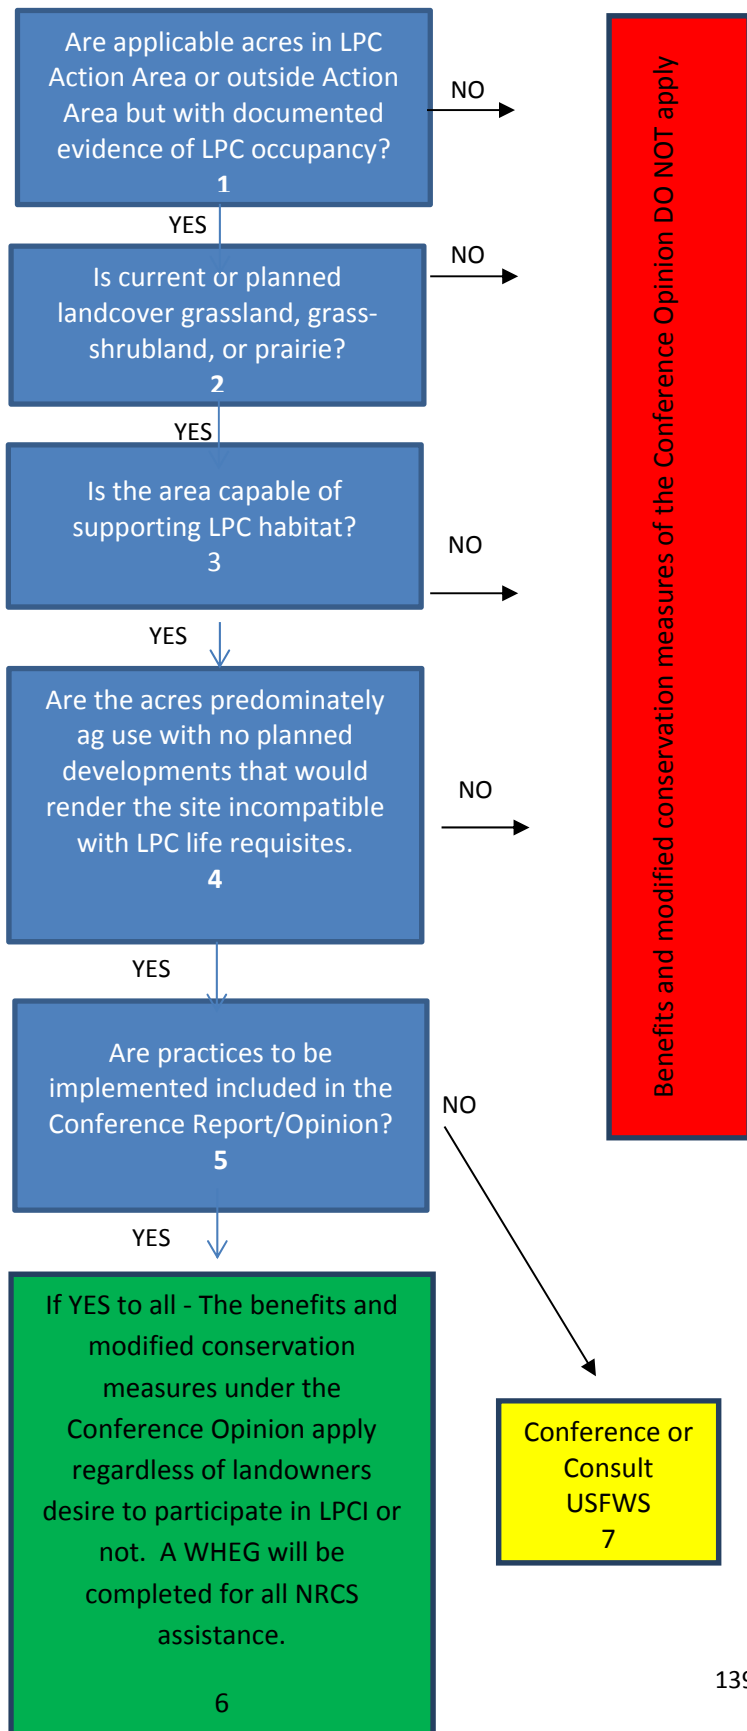 Are applicable acres in LPC
Action Area or outside Action
Area but with documented
evidence of LPC occupancy?
1
NO
YES
Is current or planned
landcover grassland, grass-
shrubland, or prairie?
2
NO
YES
Is the area capable of
supporting LPC habitat?
3
NO
YES
Are the acres predominately
ag use with no planned
developments that would
render the site incompatible
with LPC life requisites.
4
NO
YES
Are practices to be
implemented included in the
Conference Report/Opinion?
5
NO
YES
If YES to all - The benefits and
modified conservation
measures under the
Conference Opinion apply
regardless of landowners
desire to participate in LPCI or
not.  A WHEG will be
completed for all NRCS
assistance.
6
Conference or
Consult
USFWS
7
Benefits and modified conservation measures of the Conference Opinion DO NOT apply
139